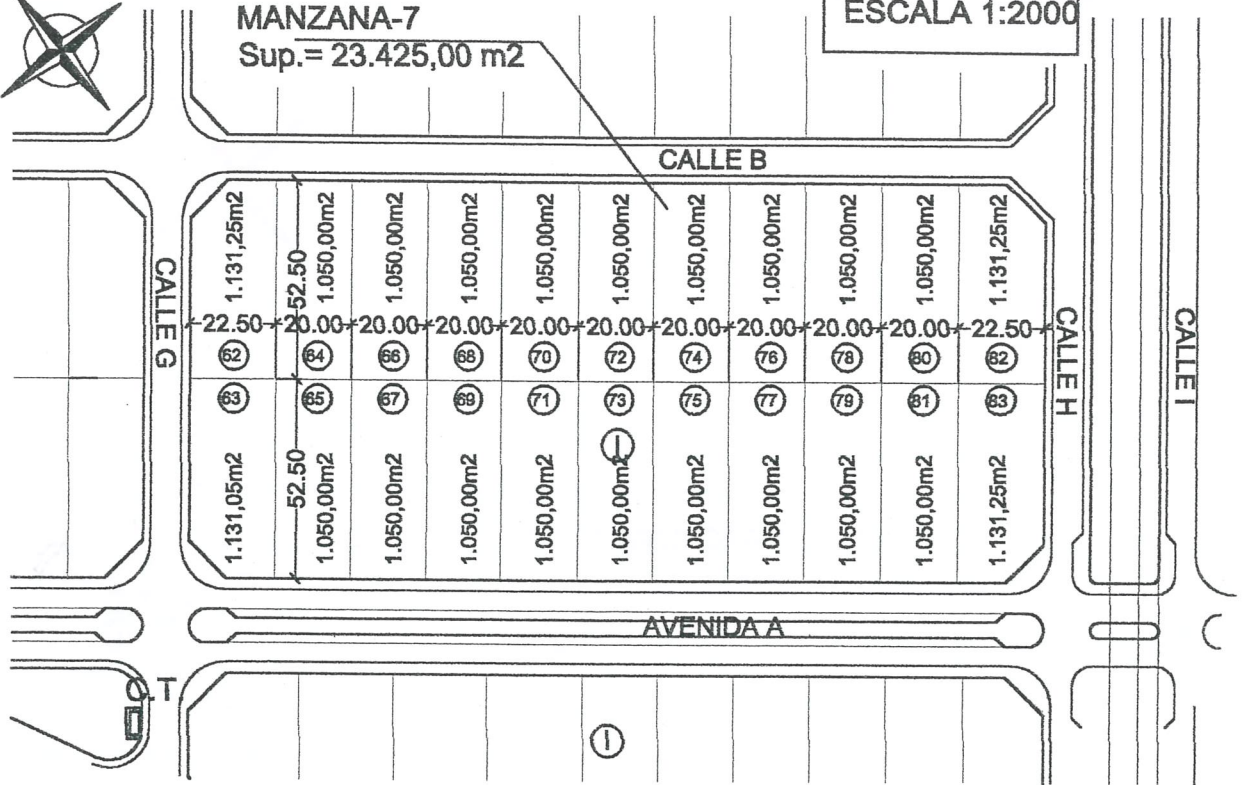 MANZANA-7
Sup.= 23.425,00 m2
ESCALA 1:2000
CALLE B
CALLE G
CALLE H
CALLE I
1.131,25m2
1.050,00m2
1.050,00m2
1.050,00m2
1.050,00m2
1.050,00m2
1.050,00m2
1.050,00m2
1.050,00m2
1.050,00m2
1.131,25m2
52.50
22.50 20.00 20.00 20.00 20.00 20.00 20.00 20.00 20.00 20.00 22.50
62 64 66 68 70 72 74 76 78 80 82
63 65 67 69 71 73 75 77 79 81 83
I
52.50
1.131,05m2
1.050,00m2
1.050,00m2
1.050,00m2
1.050,00m2
1.050,00m2
1.050,00m2
1.050,00m2
1.050,00m2
1.050,00m2
1.131,25m2
AVENIDA A
C.T.
I